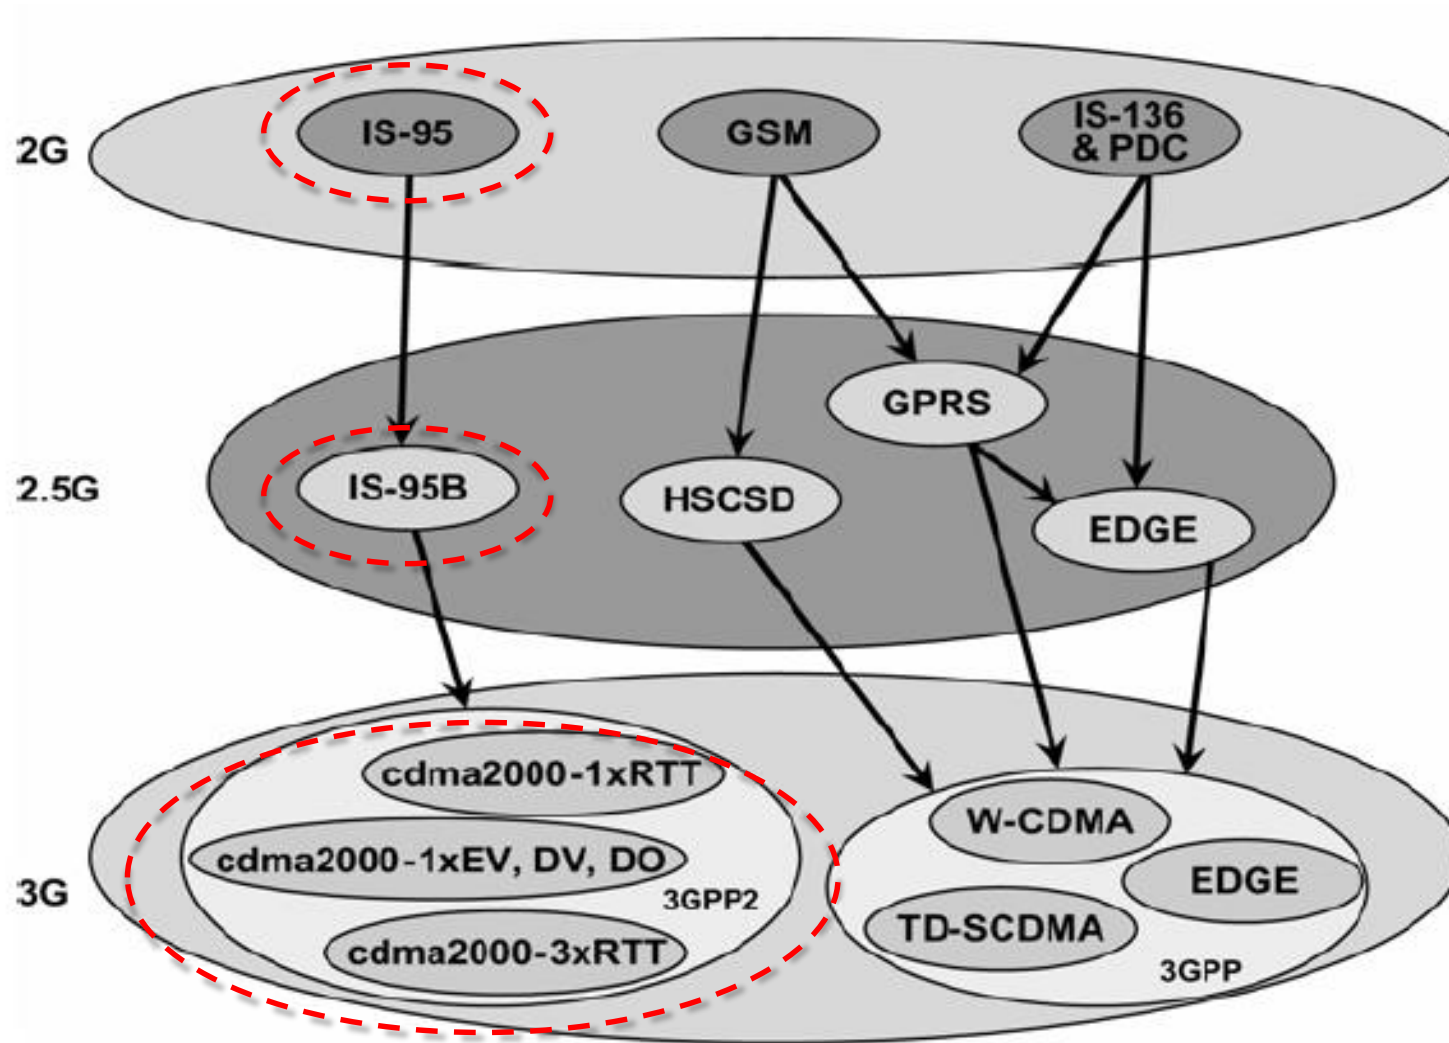 2G
IS-95
GSM
IS-136
& PDC
2.5G
GPRS
IS-95B
HSCSD
EDGE
3G
cdma2000-1xRTT
cdma2000-1xEV, DV, DO
3GPP2
cdma2000-3xRTT
W-CDMA
EDGE
TD-SCDMA
3GPP